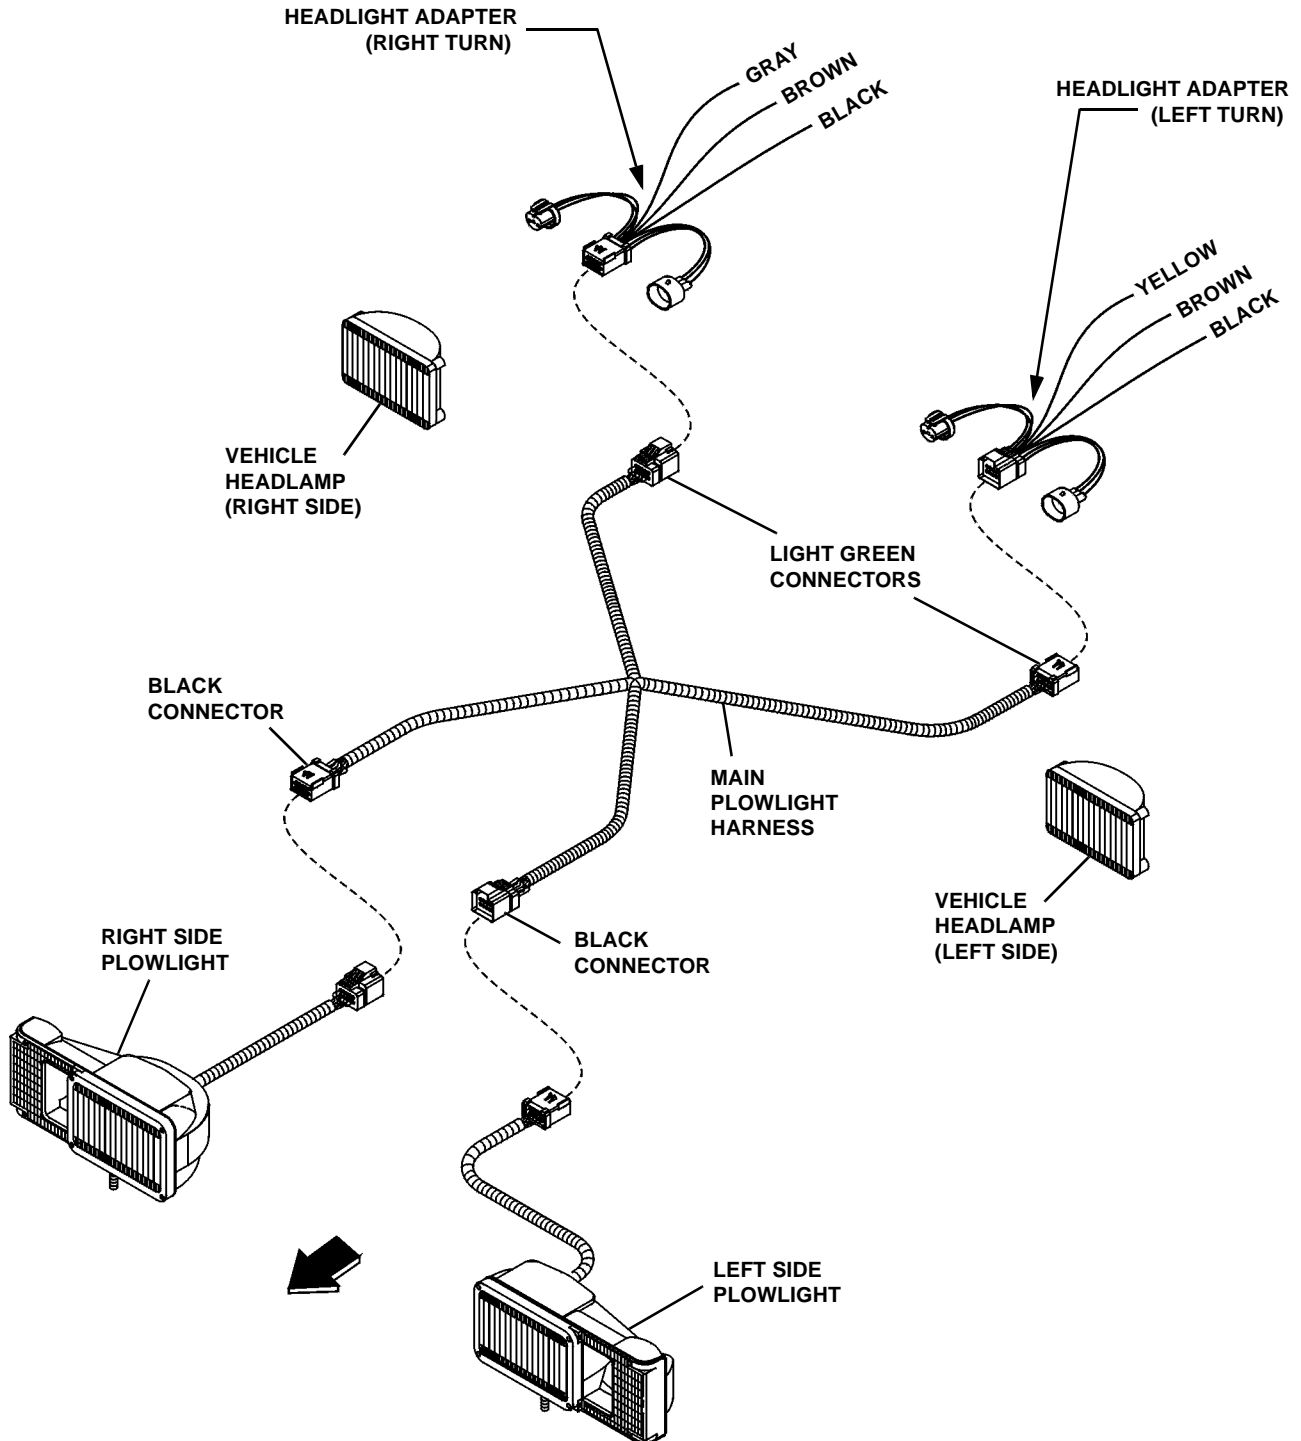 HEADLIGHT ADAPTER
(RIGHT TURN)
GRAY
BROWN
BLACK
HEADLIGHT ADAPTER
(LEFT TURN)
YELLOW
BROWN
BLACK
VEHICLE
HEADLAMP
(RIGHT SIDE)
LIGHT GREEN
CONNECTORS
BLACK
CONNECTOR
MAIN
PLOWLIGHT
HARNESS
VEHICLE
HEADLAMP
(LEFT SIDE)
RIGHT SIDE
PLOWLIGHT
BLACK
CONNECTOR
LEFT SIDE
PLOWLIGHT